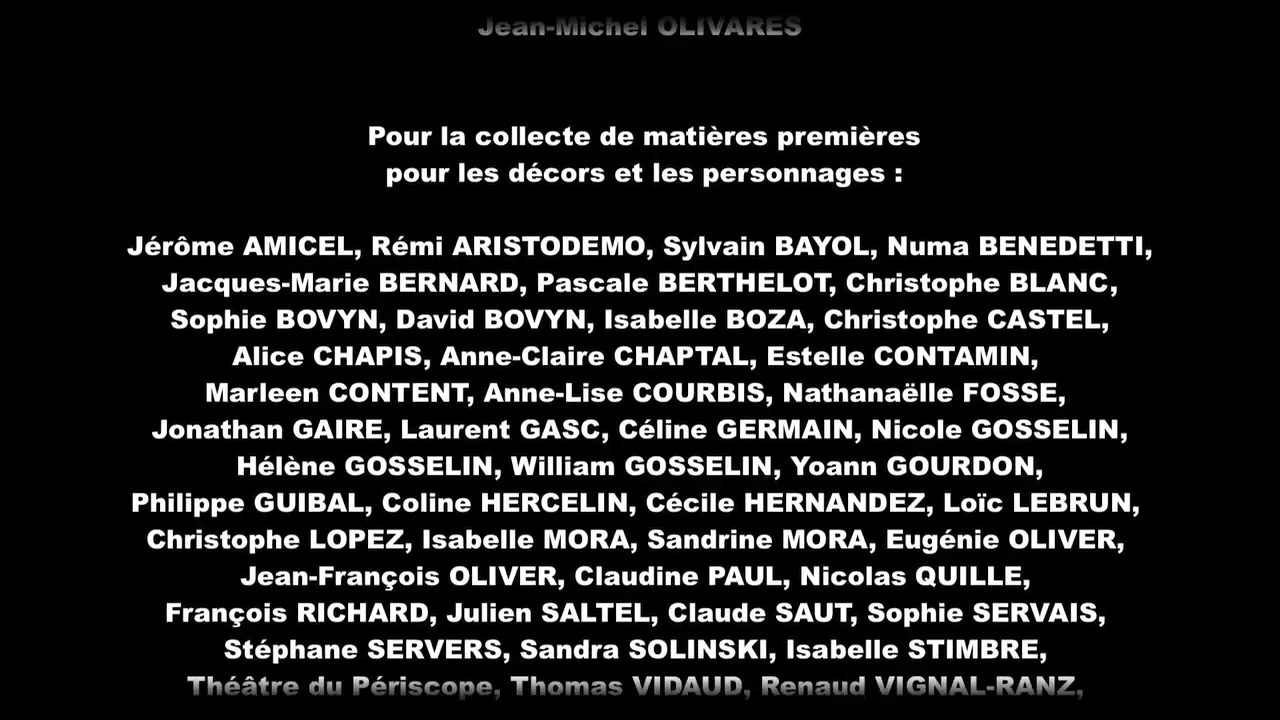 Jean-Michel OLIVARES
Pour la collecte de matières premières
pour les décors et les personnages :
Jérôme AMICEL, Rémi ARISTODEMO, Sylvain BAYOL, Numa BENEDETTI,
Jacques-Marie BERNARD, Pascale BERTHELOT, Christophe BLANC,
Sophie BOVYN, David BOVYN, Isabelle BOZA, Christophe CASTEL,
Alice CHAPIS, Anne-Claire CHAPTAL, Estelle CONTAMIN,
Marleen CONTENT, Anne-Lise COURBIS, Nathanaëlle FOSSE,
Jonathan GAIRE, Laurent GASC, Céline GERMAIN, Nicole GOSSELIN,
Hélène GOSSELIN, William GOSSELIN, Yoann GOURDON,
Philippe GUIBAL, Coline HERCELIN, Cécile HERNANDEZ, Loïc LEBRUN,
Christophe LOPEZ, Isabelle MORA, Sandrine MORA, Eugénie OLIVER,
Jean-François OLIVER, Claudine PAUL, Nicolas QUILLE,
François RICHARD, Julien SALTEL, Claude SAUT, Sophie SERVAIS,
Stéphane SERVERS, Sandra SOLINSKI, Isabelle STIMBRE,
Théâtre du Périscope, Thomas VIDAUD, Renaud VIGNAL-RANZ,